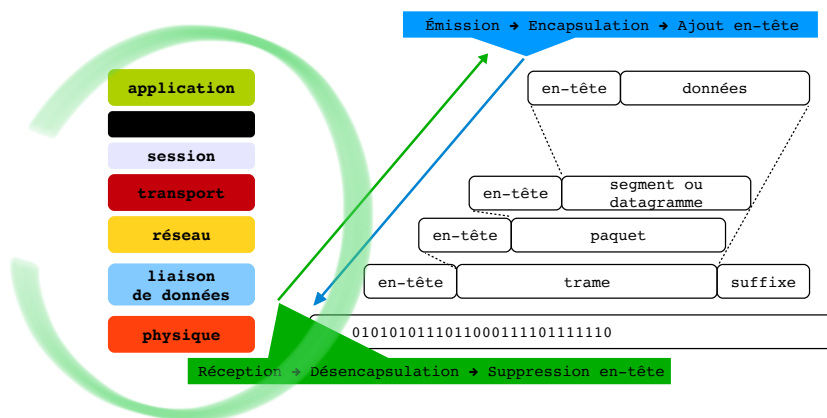 Émission → Encapsulation → Ajout en-tête
application
en-tête
données
session
transport
en-tête
segment ou
datagramme
réseau
en-tête
paquet
liaison
de données
en-tête
trame
suffixe
physique
0101010111011000111101111110
Réception → Désencapsulation → Suppression en-tête